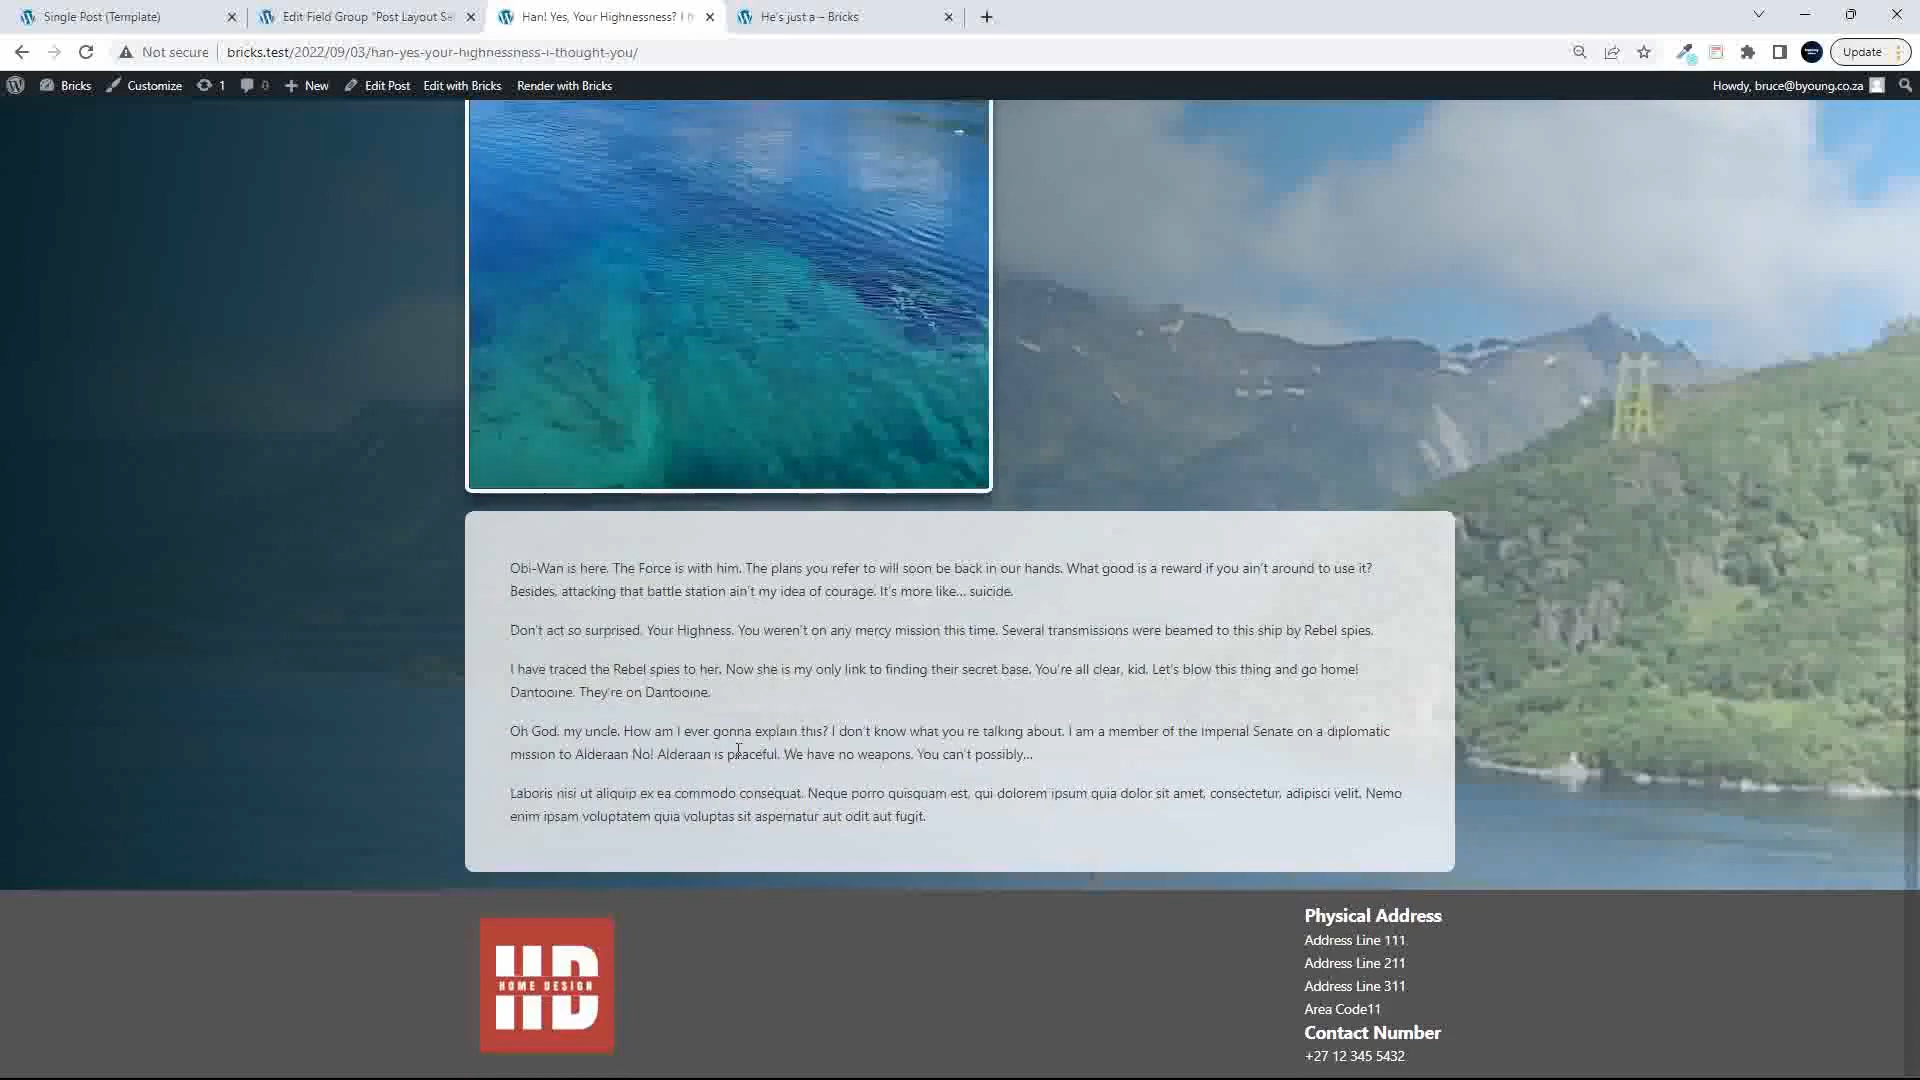 Single Post (Template)
Edit Field Group "Post Layout Se
Han! Yes, Your Highnessness? I t
He's just a – Bricks
Not secure
bricks.test/2022/09/03/han-yes-your-highnessness-i-thought-you/
Update
Bricks
Customize
1
0
New
Edit Post
Edit with Bricks
Render with Bricks
Howdy, bruce@byoung.co.za
Obi-Wan is here. The Force is with him. The plans you refer to will soon be back in our hands. What good is a reward if you ain't around to use it?
Besides, attacking that battle station ain't my idea of courage. It's more like… suicide.
Don't act so surprised, Your Highness. You weren't on any mercy mission this time. Several transmissions were beamed to this ship by Rebel spies.
I have traced the Rebel spies to her. Now she is my only link to finding their secret base. You're all clear, kid. Let's blow this thing and go home!
Dantooine. They're on Dantooine.
Oh God, my uncle. How am I ever gonna explain this? I don't know what you're talking about. I am a member of the Imperial Senate on a diplomatic
mission to Alderaan No! Alderaan is peaceful. We have no weapons. You can't possibly…
Laboris nisi ut aliquip ex ea commodo consequat. Neque porro quisquam est, qui dolorem ipsum quia dolor sit amet, consectetur, adipisci velit. Nemo
enim ipsam voluptatem quia voluptas sit aspernatur aut odit aut fugit.
HD
HOME DESIGN
Physical Address
Address Line 111
Address Line 211
Address Line 311
Area Code11
Contact Number
+27 12 345 5432